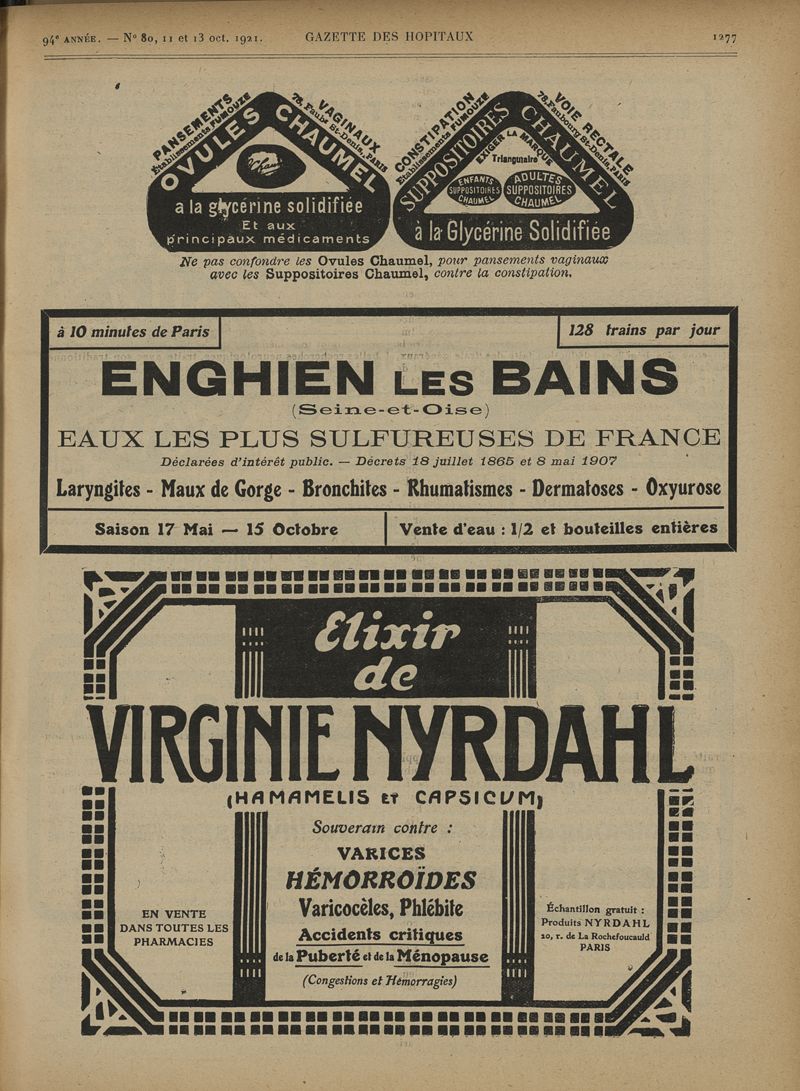 94e ANNÉE. — No 80, 11 et 13 oct. 1921.
GAZETTE DES HOPITAUX
1277
PANSEMENTS
VAGINAUX
Établissements FUMOUZE
78, Faubg St-Denis, PARIS
OVULES CHAUMEL
a la glycérine solidifiée
Et aux
principaux médicaments
CONSTIPATION
VOIE RECTALE
Établissements FUMOUZE
78, Faubourg St-Denis, PARIS
SUPPOSITOIRES CHAUMEL
EXIGER LA MARQUE
Triangulaire
ENFANTS
SUPPOSITOIRES
CHAUMEL
ADULTES
SUPPOSITOIRES
CHAUMEL
à la Glycérine Solidifiée
Ne pas confondre les Ovules Chaumel, pour pansements vaginaux
avec les Suppositoires Chaumel, contre la constipation.
à 10 minutes de Paris
128 trains par jour
ENGHIEN LES BAINS
(Seine-et-Oise)
EAUX LES PLUS SULFUREUSES DE FRANCE
Déclarées d'intérêt public. — Décrets 18 juillet 1865 et 8 mai 1907
Laryngites - Maux de Gorge - Bronchites - Rhumatismes - Dermatoses - Oxyurose
Saison 17 Mai — 15 Octobre
Vente d'eau : 1/2 et bouteilles entières
Elixir
de
VIRGINIE NYRDAHL
(HAMAMELIS ET CAPSICUM)
Souverain contre :
VARICES
HÉMORROÏDES
Varicocèles, Phlébite
Accidents critiques
de la Puberté et de la Ménopause
(Congestions et Hémorragies)
EN VENTE
DANS TOUTES LES
PHARMACIES
Échantillon gratuit :
Produits NYRDAHL
20, r. de La Rochefoucauld
PARIS